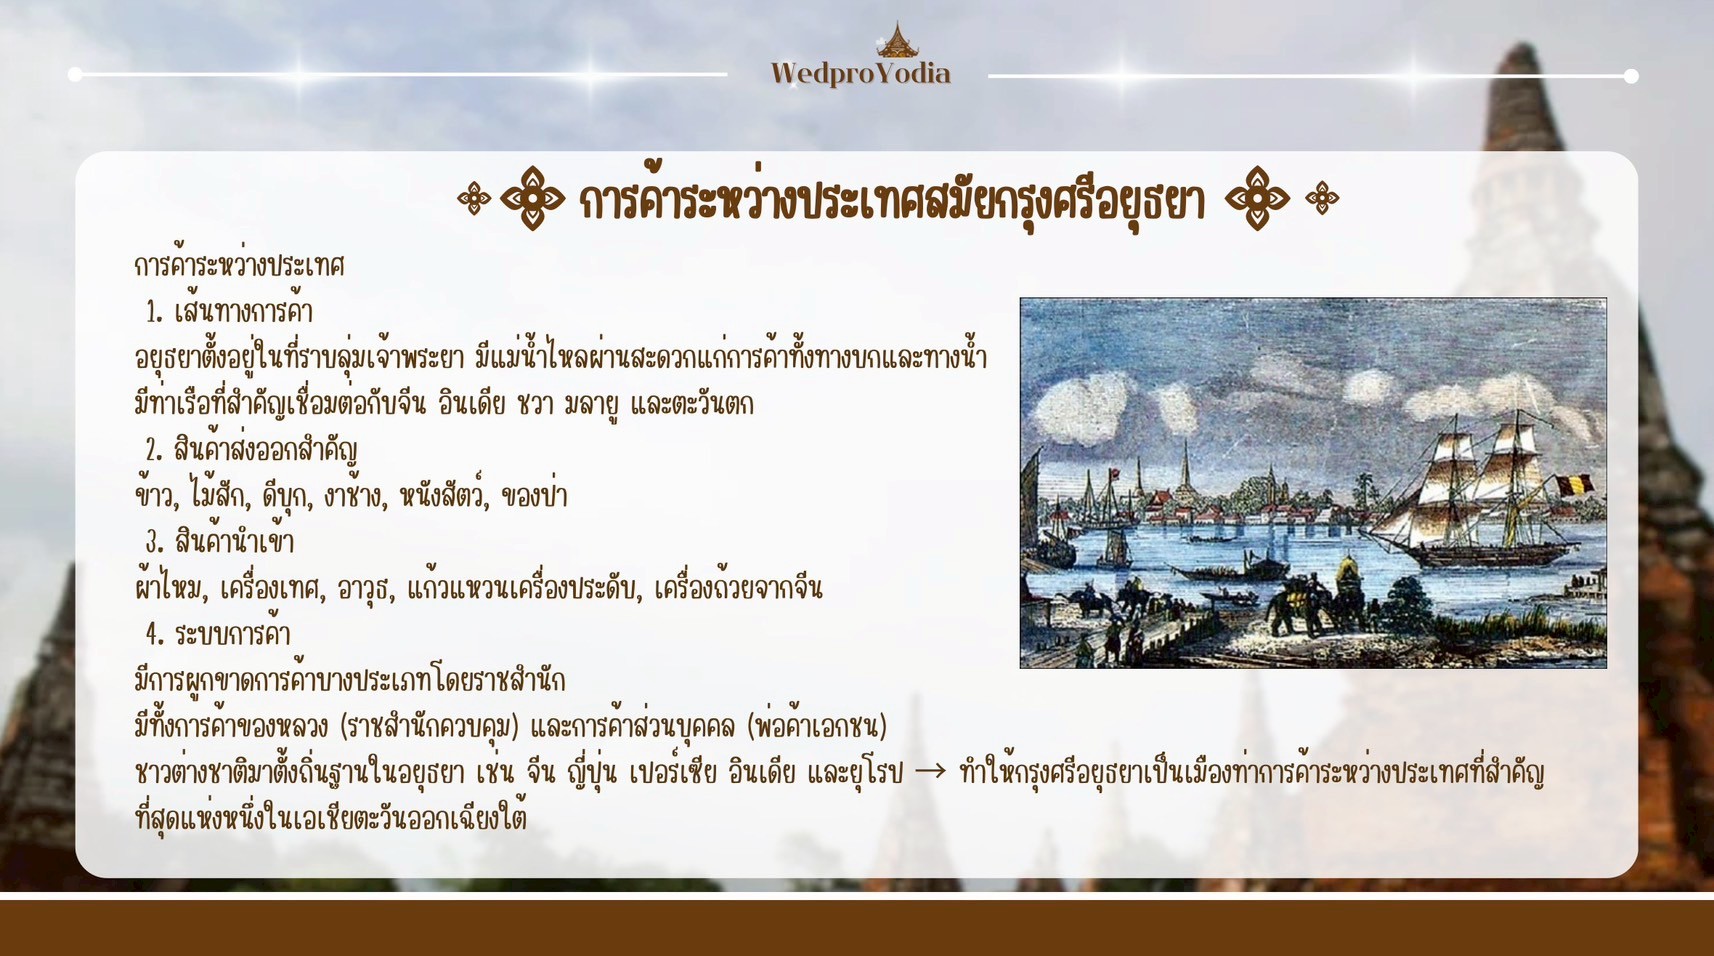 WedproYodia
การค้าระหว่างประเทศสมัยกรุงศรีอยุธยา
การค้าระหว่างประเทศ
1. เส้นทางการค้า
อยุธยาตั้งอยู่ในที่ราบลุ่มเจ้าพระยา มีแม่น้ำไหลผ่านสะดวกแก่การค้าทั้งทางบกและทางน้ำ
มีท่าเรือที่สำคัญเชื่อมต่อกับจีน อินเดีย ชวา มลายู และตะวันตก
2. สินค้าส่งออกสำคัญ
ข้าว, ไม้สัก, ดีบุก, งาช้าง, หนังสัตว์, ของป่า
3. สินค้านำเข้า
ผ้าไหม, เครื่องเทศ, อาวุธ, แก้วแหวนเครื่องประดับ, เครื่องถ้วยจากจีน
4. ระบบการค้า
มีการผูกขาดการค้าบางประเภทโดยราชสำนัก
มีทั้งการค้าของหลวง (ราชสำนักควบคุม) และการค้าส่วนบุคคล (พ่อค้าเอกชน)
ชาวต่างชาติมาตั้งถิ่นฐานในอยุธยา เช่น จีน ญี่ปุ่น เปอร์เซีย อินเดีย และยุโรป → ทำให้กรุงศรีอยุธยาเป็นเมืองท่าการค้าระหว่างประเทศที่สำคัญ
ที่สุดแห่งหนึ่งในเอเชียตะวันออกเฉียงใต้